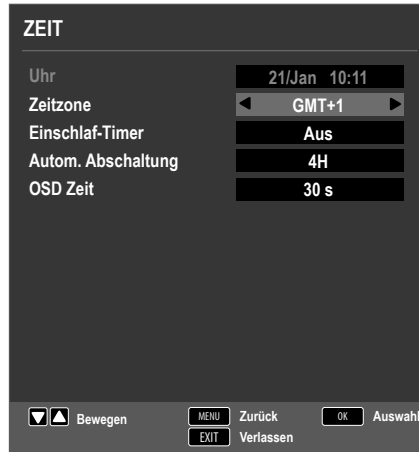 ZEIT
Uhr 21/Jan 10:11
Zeitzone GMT+1
Einschlaf-Timer Aus
Autom. Abschaltung 4H
OSD Zeit 30 s
Bewegen MENU Zurück OK Auswahl
EXIT Verlassen